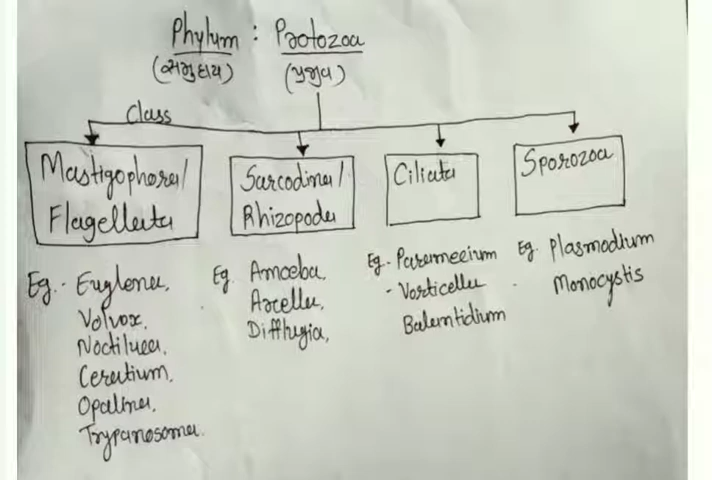 Phylum : Protozoa
(સમુદાય) (પ્રજીવ)
Class
Mastigophora/
Flagellata
Sarcodina/
Rhizopoda
Ciliata
Sporozoa
Eg.- Euglena,
Volvox,
Noctiluca,
Ceratium,
Opalina,
Trypanosoma.
Eg. Amoeba,
Arcella,
Difflugia,
Eg. Paramecium
- Vorticella
Balantidium
Eg. Plasmodium
Monocystis